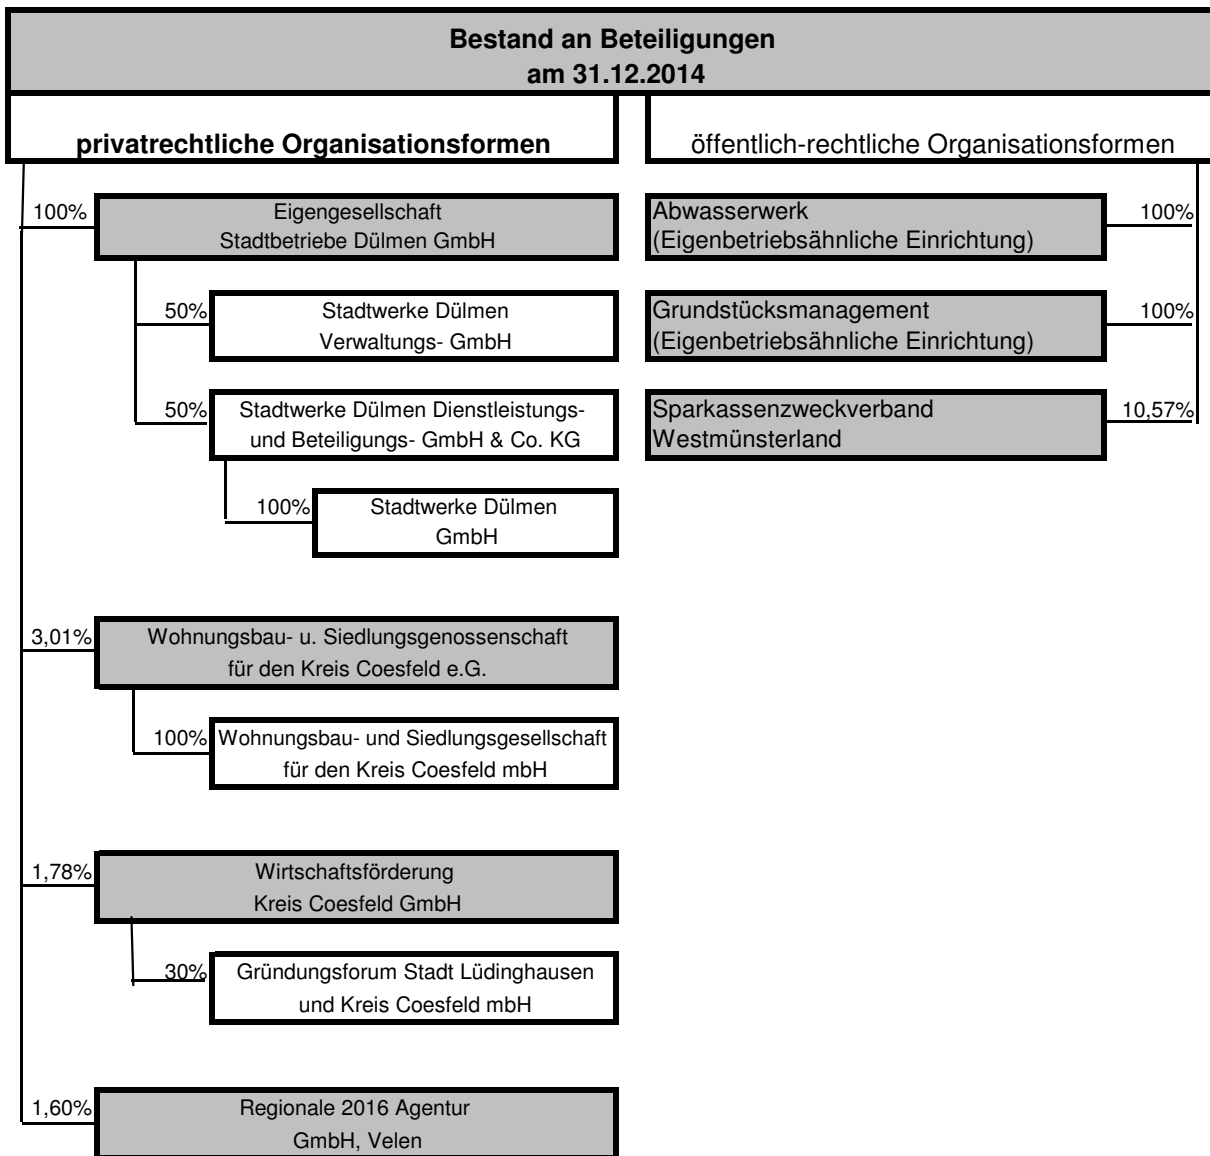 Bestand an Beteiligungen
am 31.12.2014
privatrechtliche Organisationsformen
öffentlich-rechtliche Organisationsformen
100%
Eigengesellschaft
Stadtbetriebe Dülmen GmbH
50%
Stadtwerke Dülmen
Verwaltungs- GmbH
50%
Stadtwerke Dülmen Dienstleistungs-
und Beteiligungs- GmbH & Co. KG
100%
Stadtwerke Dülmen
GmbH
3,01%
Wohnungsbau- u. Siedlungsgenossenschaft
für den Kreis Coesfeld e.G.
100%
Wohnungsbau- und Siedlungsgesellschaft
für den Kreis Coesfeld mbH
1,78%
Wirtschaftsförderung
Kreis Coesfeld GmbH
30%
Gründungsforum Stadt Lüdinghausen
und Kreis Coesfeld mbH
1,60%
Regionale 2016 Agentur
GmbH, Velen
Abwasserwerk
(Eigenbetriebsähnliche Einrichtung)
100%
Grundstücksmanagement
(Eigenbetriebsähnliche Einrichtung)
100%
Sparkassenzweckverband
Westmünsterland
10,57%